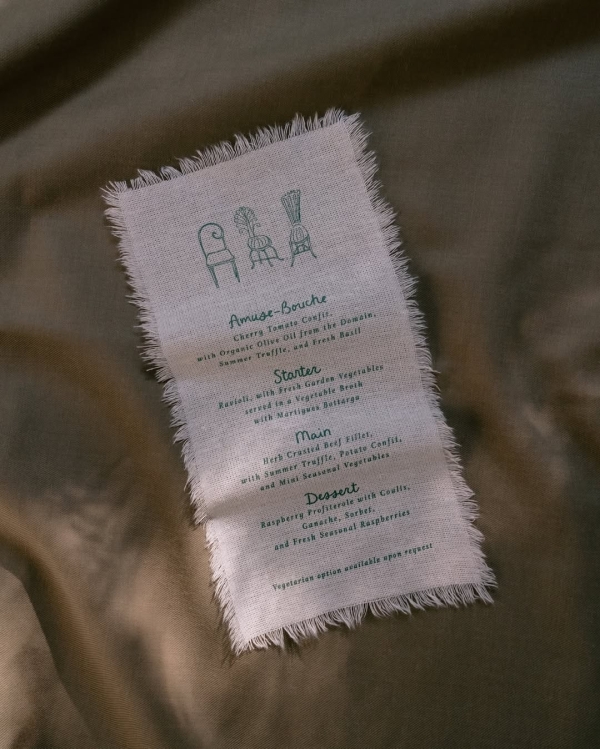 Amuse-Bouche
Cherry Tomato Confit,
with Organic Olive Oil from the Domain,
Summer Truffle, and Fresh Basil
Starter
Ravioli, with Fresh Garden Vegetables
served in a Vegetable Broth
with Martigues Bottarga
Main
Herb Crusted Beef Fillet,
with Summer Truffle, Potato Confit,
and Mini Seasonal Vegetables
Dessert
Raspberry Profiterole with Coulis,
Ganache, Sorbet,
and Fresh Seasonal Raspberries
Vegetarian option available upon request